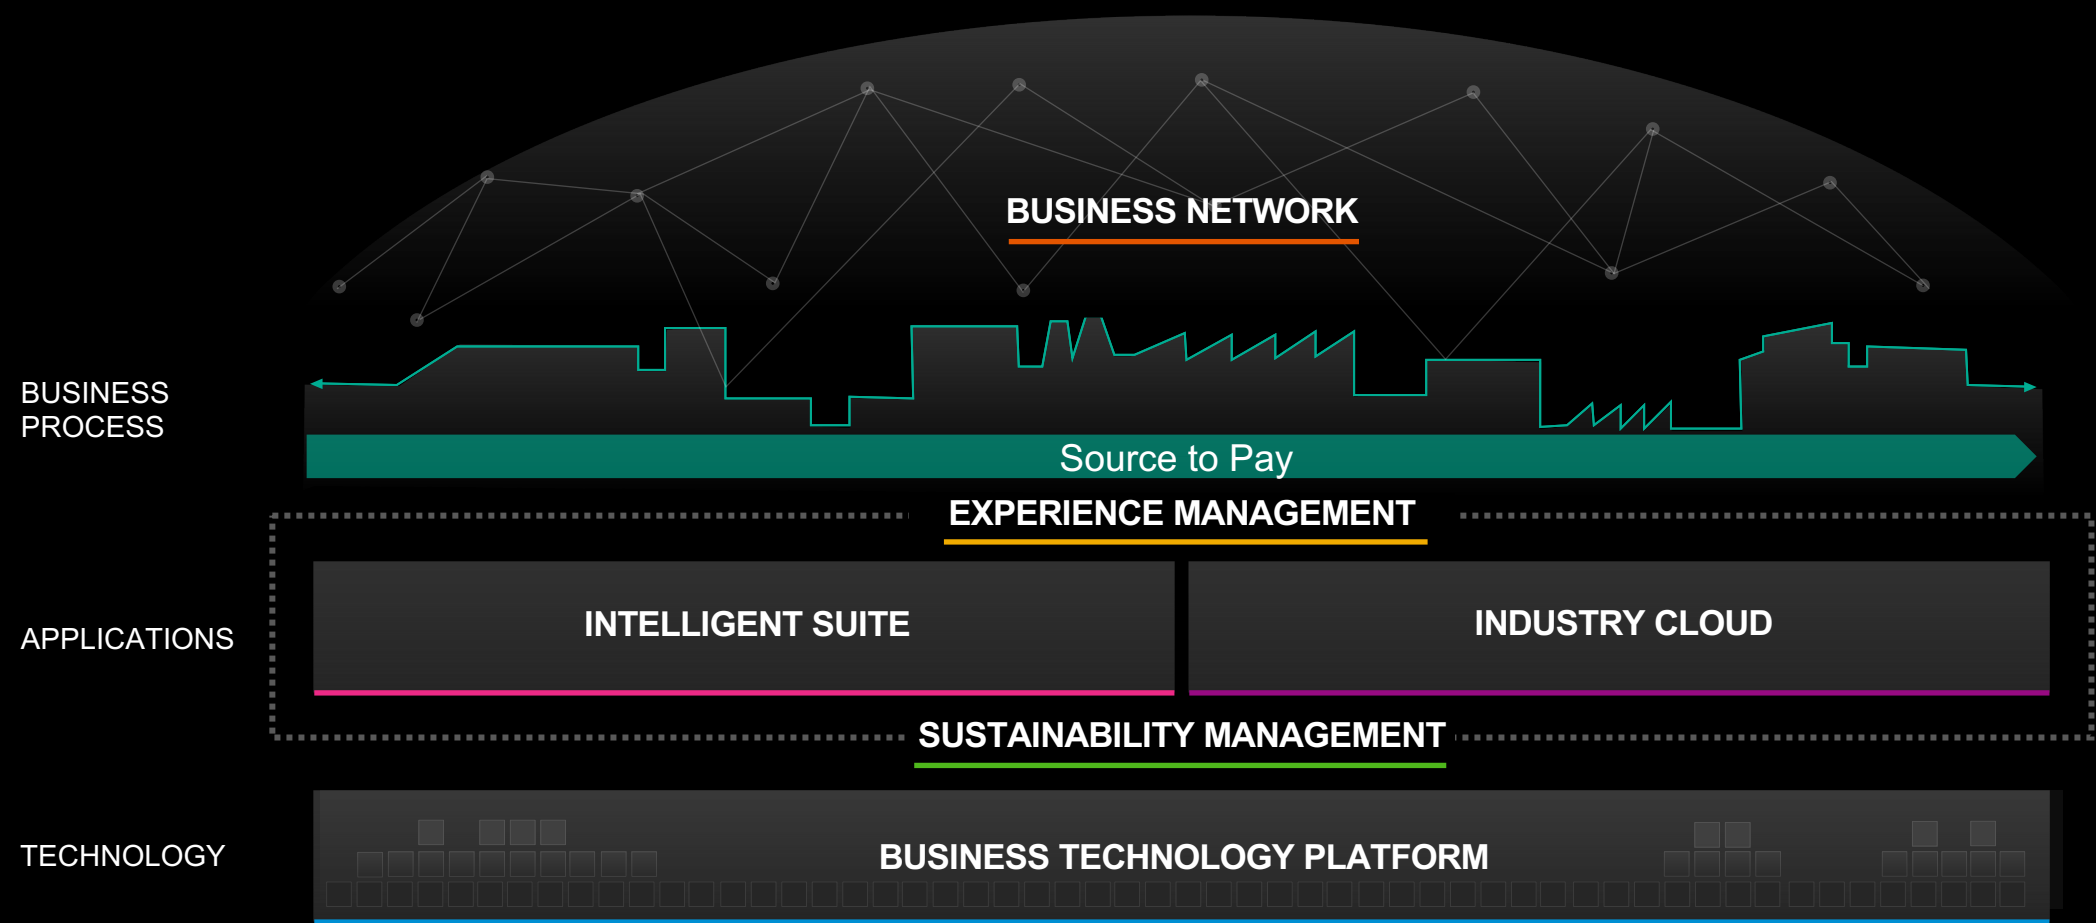 BUSINESS NETWORK
BUSINESS
PROCESS
Source to Pay
EXPERIENCE MANAGEMENT
APPLICATIONS
INTELLIGENT SUITE
INDUSTRY CLOUD
SUSTAINABILITY MANAGEMENT
TECHNOLOGY
BUSINESS TECHNOLOGY PLATFORM